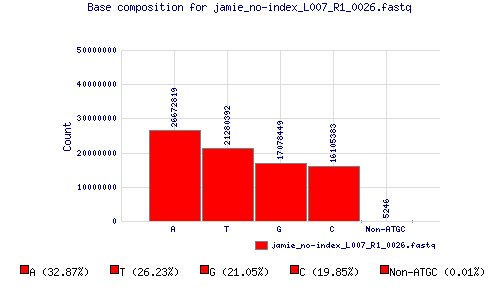 Base composition for jamie_no-index_L007_R1_0026.fastq
Count
50000000
40000000
30000000
20000000
10000000
0
26672819
21280392
17078449
16105383
5246
A T G C Non-ATGC
jamie_no-index_L007_R1_0026.fastq
A (32.87%) T (26.23%) G (21.05%) C (19.85%) Non-ATGC (0.01%)